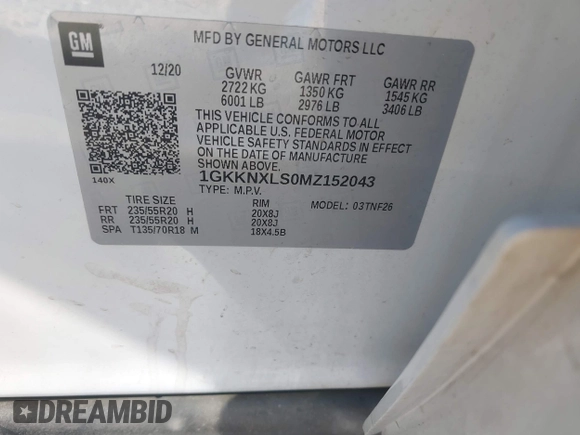 GM
MFD BY GENERAL MOTORS LLC
12/20 GVWR GAWR FRT GAWR RR
2722 KG 1350 KG 1545 KG
6001 LB 2976 LB 3406 LB
THIS VEHICLE CONFORMS TO ALL
APPLICABLE U.S. FEDERAL MOTOR
VEHICLE SAFETY STANDARDS IN EFFECT
ON THE DATE OF MANUFACTURE
SHOWN ABOVE.
140X 1GKKNXLS0MZ152043
TYPE: M.P.V.
TIRE SIZE RIM MODEL: 03TNF26
FRT 235/55R20 H 20X8J
RR 235/55R20 H 20X8J
SPA T135/70R18 M 18X4.5B
DREAMBID